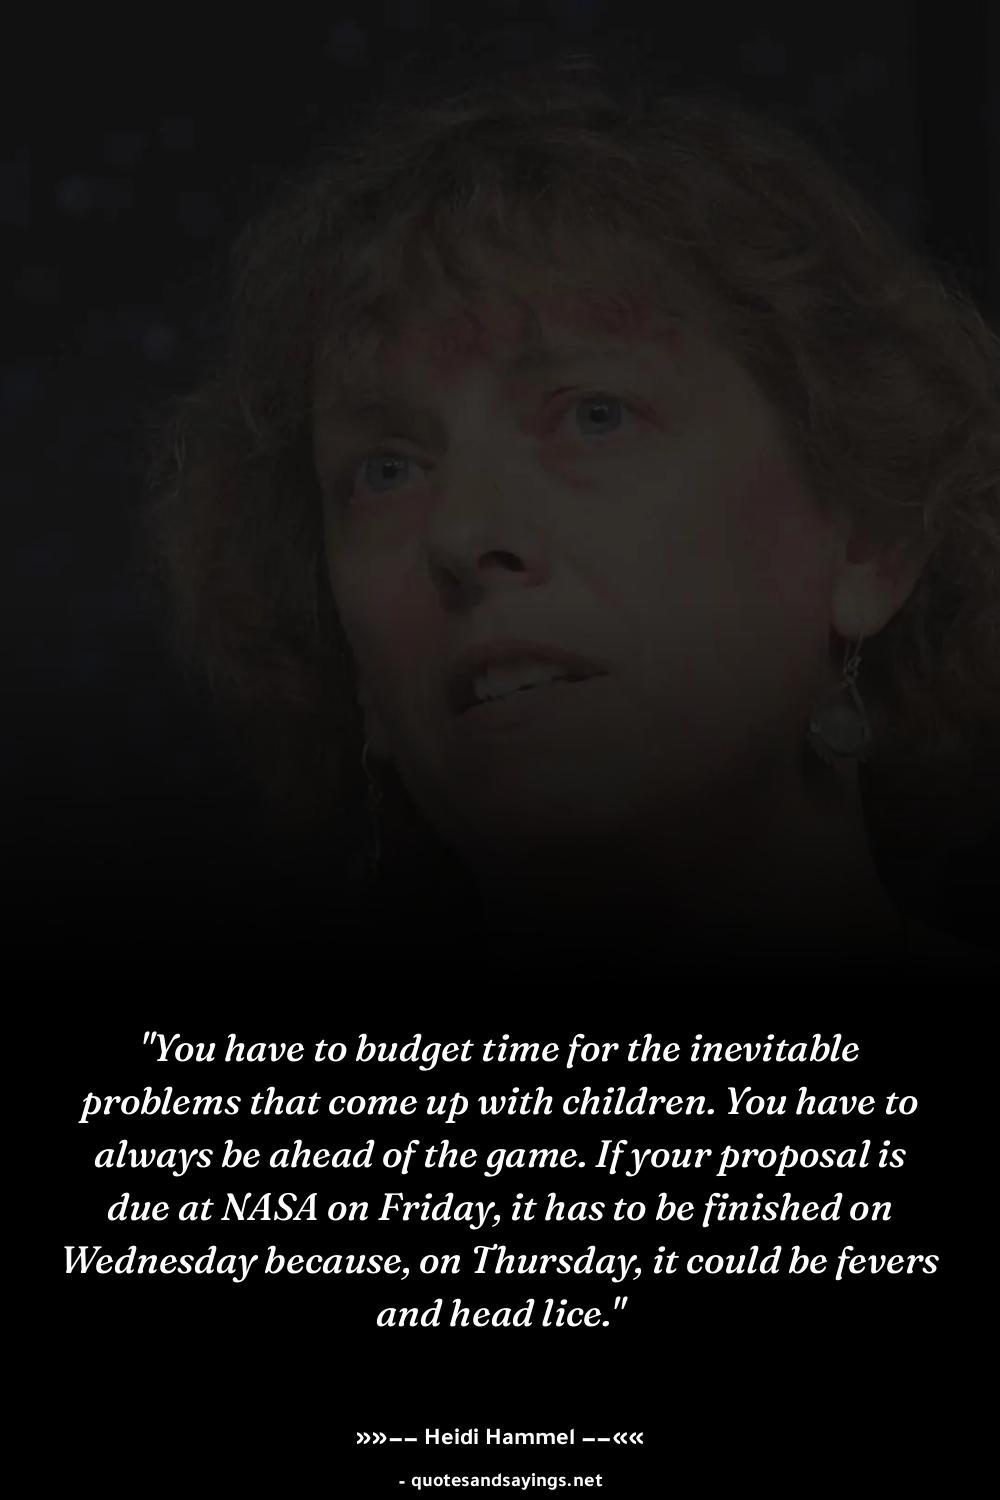 "You have to budget time for the inevitable
problems that come up with children. You have to
always be ahead of the game. If your proposal is
due at NASA on Friday, it has to be finished on
Wednesday because, on Thursday, it could be fevers
and head lice."
»»−− Heidi Hammel −−««
- quotesandsayings.net